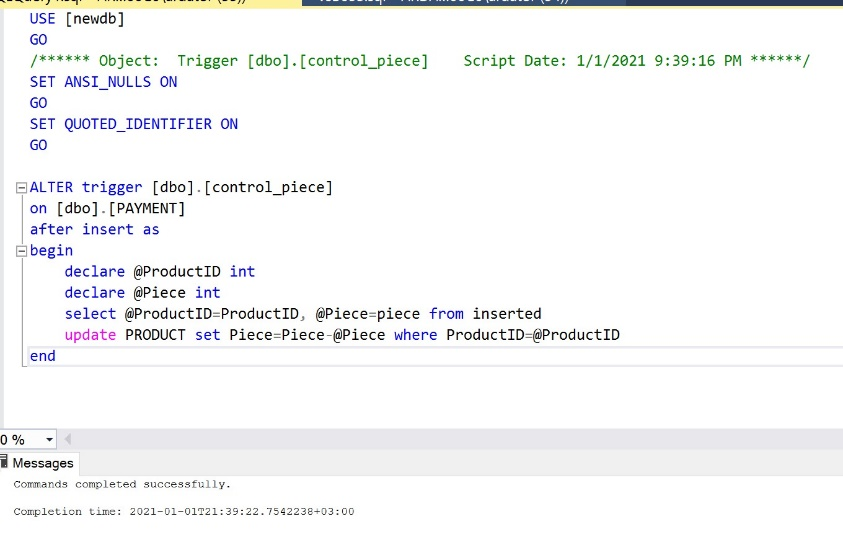 USE [newdb]
GO
/****** Object:  Trigger [dbo].[control_piece]    Script Date: 1/1/2021 9:39:16 PM ******/
SET ANSI_NULLS ON
GO
SET QUOTED_IDENTIFIER ON
GO
ALTER trigger [dbo].[control_piece]
on [dbo].[PAYMENT]
after insert as
begin
declare @ProductID int
declare @Piece int
select @ProductID=ProductID, @Piece=piece from inserted
update PRODUCT set Piece=Piece-@Piece where ProductID=@ProductID
end
0 %
Messages
Commands completed successfully.
Completion time: 2021-01-01T21:39:22.7542238+03:00